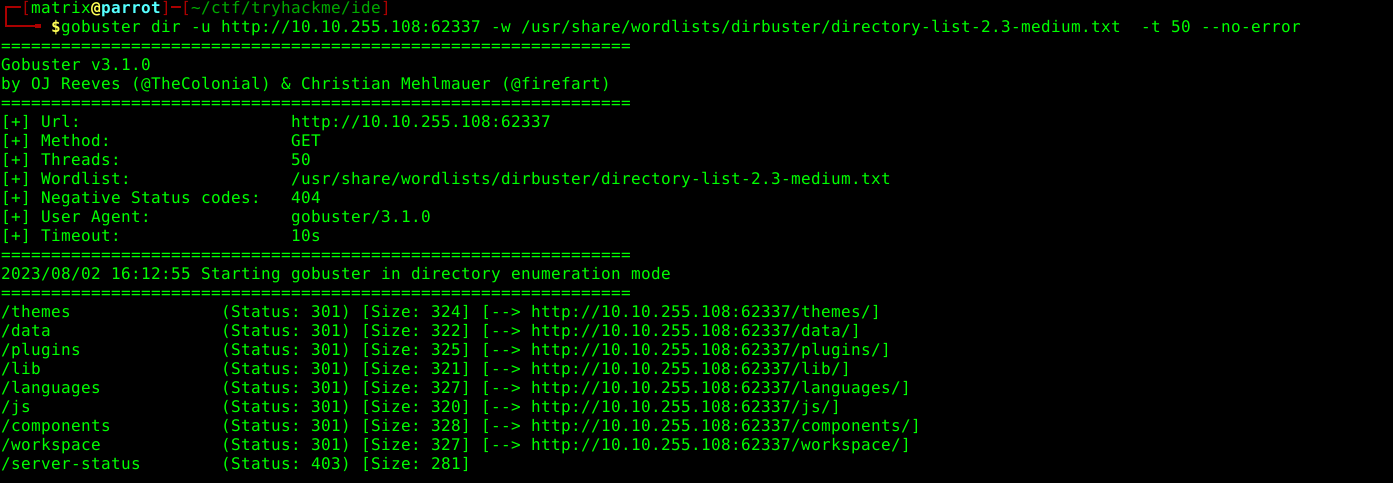 ┌─[matrix@parrot]─[~/ctf/tryhackme/ide]
└──╼ $gobuster dir -u http://10.10.255.108:62337 -w /usr/share/wordlists/dirbuster/directory-list-2.3-medium.txt  -t 50 --no-error
===============================================================
Gobuster v3.1.0
by OJ Reeves (@TheColonial) & Christian Mehlmauer (@firefart)
===============================================================
[+] Url:                     http://10.10.255.108:62337
[+] Method:                  GET
[+] Threads:                 50
[+] Wordlist:                /usr/share/wordlists/dirbuster/directory-list-2.3-medium.txt
[+] Negative Status codes:   404
[+] User Agent:              gobuster/3.1.0
[+] Timeout:                 10s
===============================================================
2023/08/02 16:12:55 Starting gobuster in directory enumeration mode
===============================================================
/themes               (Status: 301) [Size: 324] [--> http://10.10.255.108:62337/themes/]
/data                 (Status: 301) [Size: 322] [--> http://10.10.255.108:62337/data/]
/plugins              (Status: 301) [Size: 325] [--> http://10.10.255.108:62337/plugins/]
/lib                  (Status: 301) [Size: 321] [--> http://10.10.255.108:62337/lib/]
/languages            (Status: 301) [Size: 327] [--> http://10.10.255.108:62337/languages/]
/js                   (Status: 301) [Size: 320] [--> http://10.10.255.108:62337/js/]
/components           (Status: 301) [Size: 328] [--> http://10.10.255.108:62337/components/]
/workspace            (Status: 301) [Size: 327] [--> http://10.10.255.108:62337/workspace/]
/server-status        (Status: 403) [Size: 281]